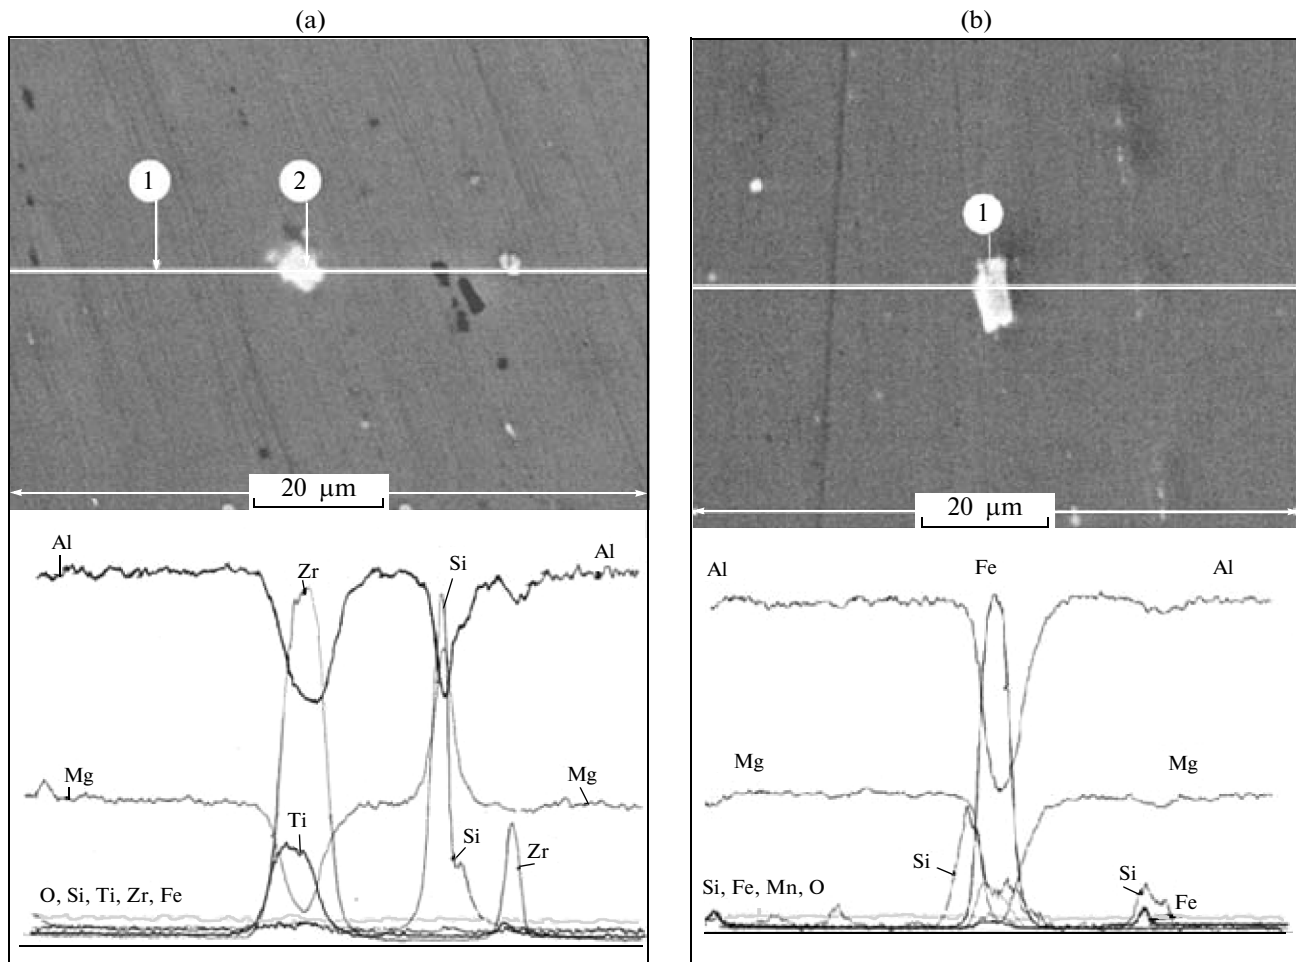 (a)
1
2
20 µm
Al
Zr
Si
Al
Mg
Ti
Mg
Si
Zr
O, Si, Ti, Zr, Fe
(b)
1
20 µm
Al
Fe
Al
Mg
Mg
Si
Si
Si, Fe, Mn, O
Fe